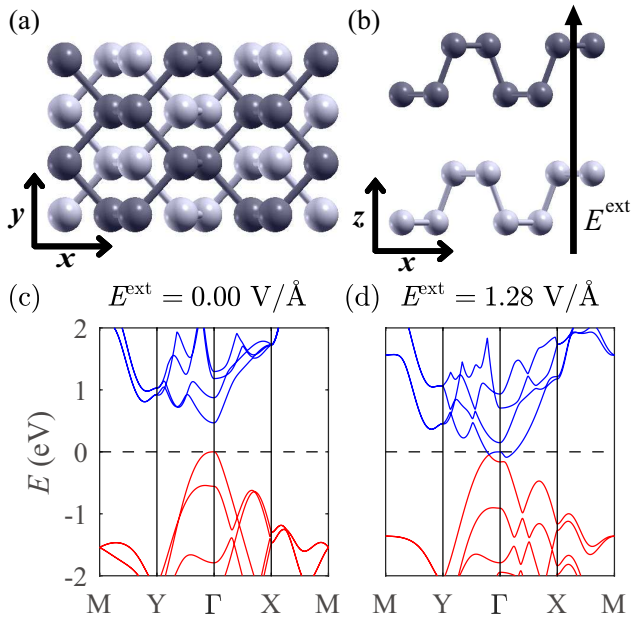 (a)
(b)
y
x
z
x
E^ext
(c) E^ext = 0.00 V/Å
(d) E^ext = 1.28 V/Å
E (eV)
2
1
0
-1
-2
M Y Γ X M
M Y Γ X M